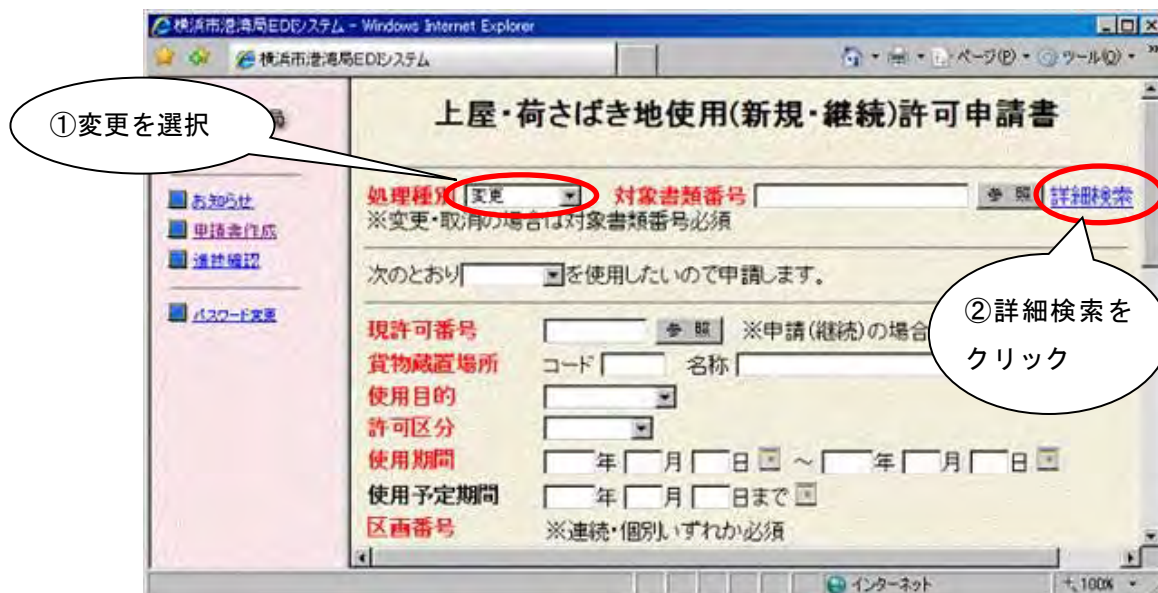 横浜市港湾局EDIシステム - Windows Internet Explorer
横浜市港湾局EDIシステム
ページ(P)
ツール(O)
局
①変更を選択
上屋・荷さばき地使用(新規・継続)許可申請書
お知らせ
申請書作成
進捗確認
パスワード変更
処理種別 変更 対象書類番号 参 照 詳細検索
※変更・取消の場合は対象書類番号必須
次のとおり を使用したいので申請します。
現許可番号 参 照 ※申請(継続)の場合
貨物蔵置場所 コード 名称
②詳細検索を
クリック
使用目的
許可区分
使用期間 年 月 日 ～ 年 月 日
使用予定期間 年 月 日まで
区画番号 ※連続・個別いずれか必須
インターネット 100%